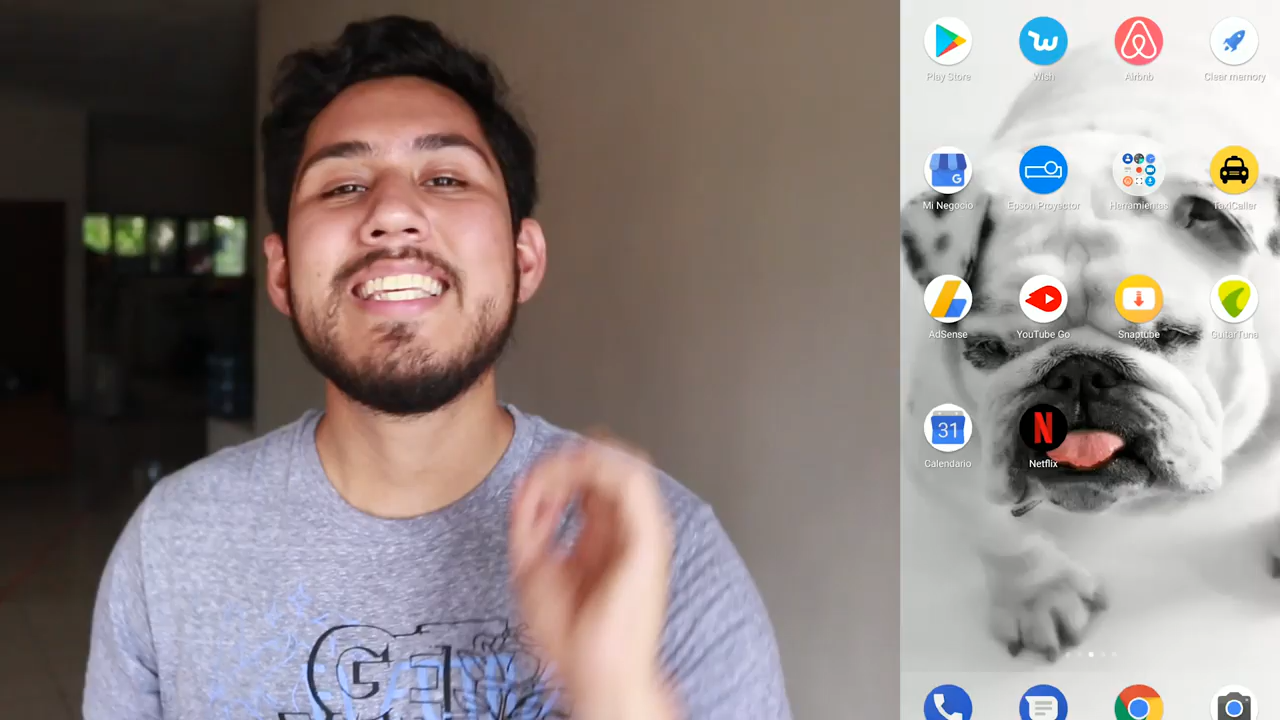 GE
Play Store
Wish
Airbnb
Clear memory
Mi Negocio
Epson Proyector
Herramientas
TaxiCaller
AdSense
YouTube Go
Snaptube
GuitarTuna
31
Calendario
N
Netflix